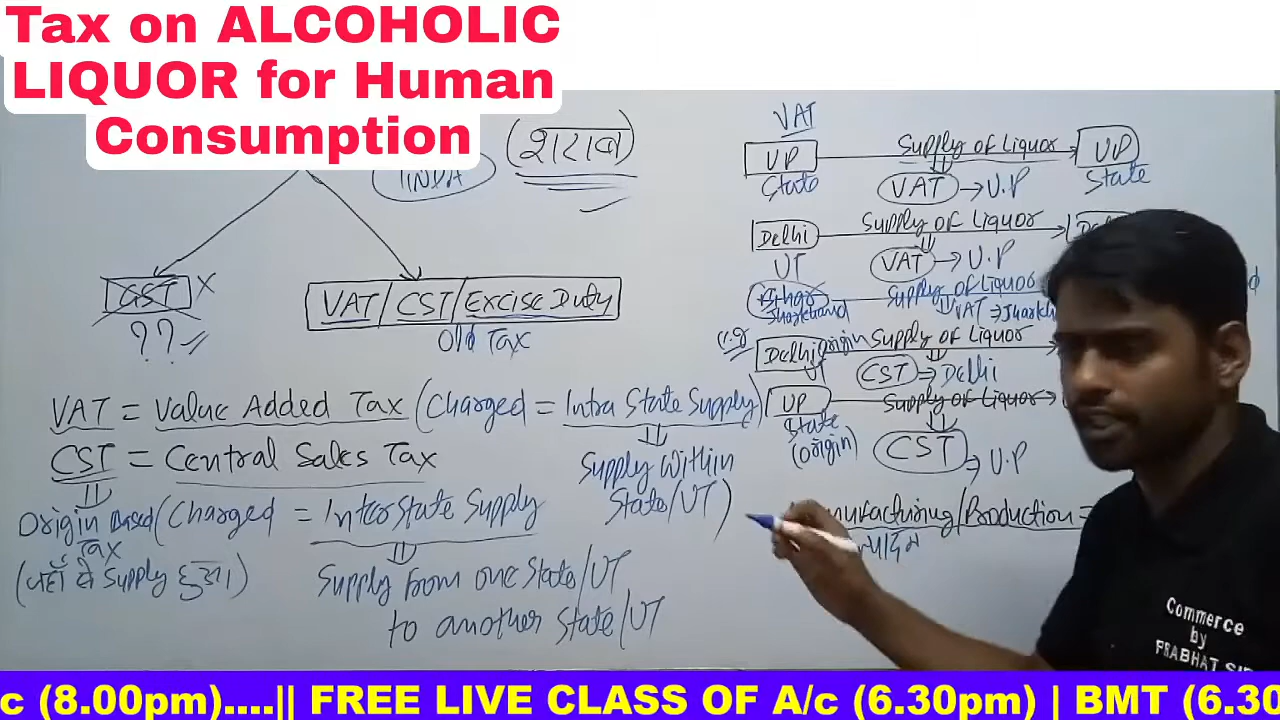 Tax on ALCOHOLIC
LIQUOR for Human
Consumption
INDIA
(शराब)
GST X
??
VAT/CST/Excise Duty
Old Tax
VAT = Value Added Tax (Charged = Intra State Supply)
Supply Within
State/UT)
CST = Central Sales Tax
Origin Based (Charged = Interstate Supply
Tax
(जहाँ से Supply हुआ।)
Supply from one State/UT
to another State/UT
VAT
UP Supply of Liquor UP
State VAT → U.P State
Delhi Supply of Liquor
UT VAT → U.P
Jharkhand Supply of Liquor
VAT →
e.g Delhi origin Supply of Liquor
UT CST ⇒ Delhi
UP Supply of Liquor
State
(origin) CST → U.P
/Production =
Commerce
by
PRABHAT
c (8.00pm)....|| FREE LIVE CLASS OF A/c (6.30pm) | BMT (6.30